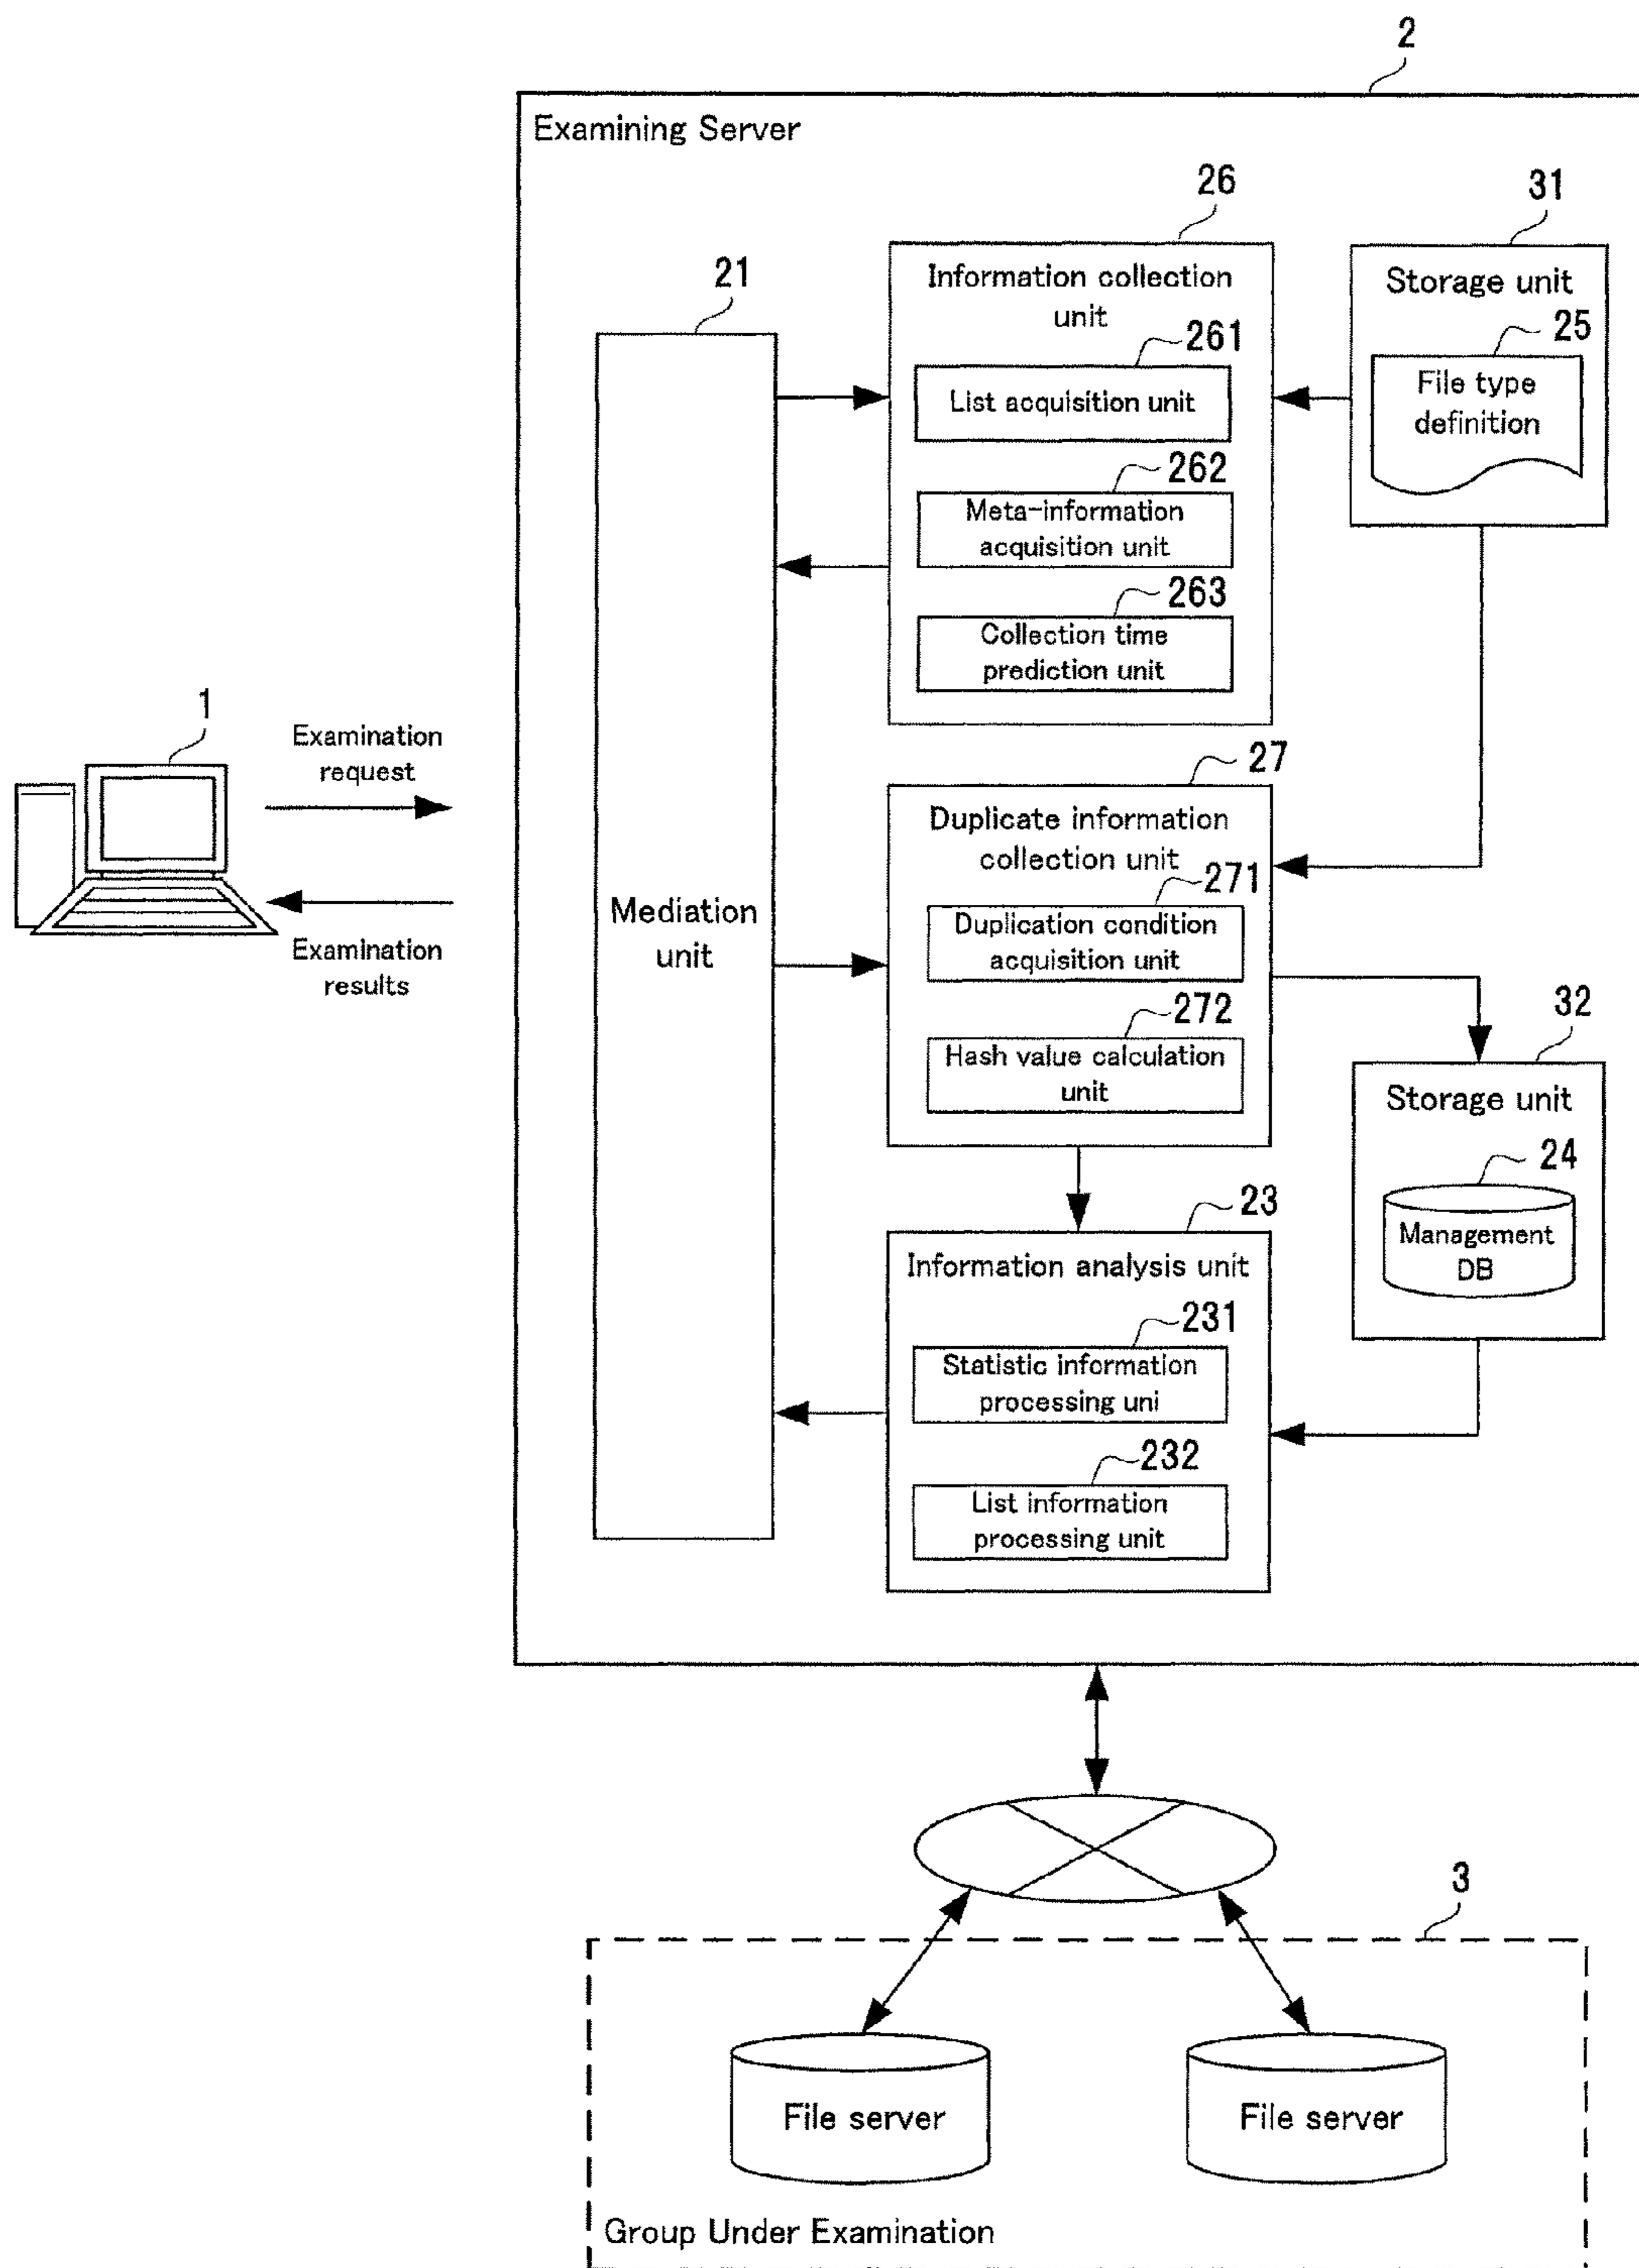 2
Examining Server
26
31
21
Information collection
unit
Storage unit
261
25
List acquisition unit
File type
definition
262
Meta-information
acquisition unit
263
Collection time
prediction unit
1
Examination
request
27
Duplicate information
collection unit
271
Mediation
unit
Duplication condition
acquisition unit
Examination
results
272
32
Hash value calculation
unit
Storage unit
24
23
Management
DB
Information analysis unit
231
Statistic information
processing uni
232
List information
processing unit
3
File server
File server
Group Under Examination